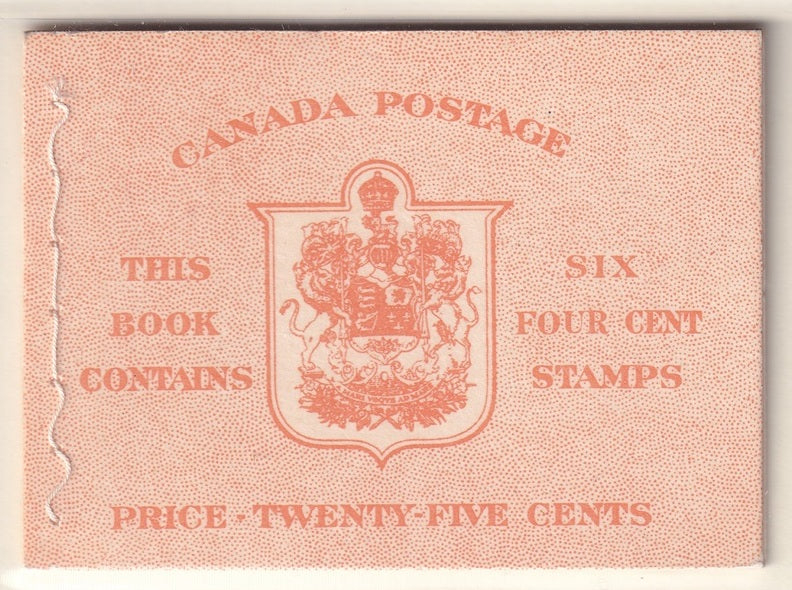 CANADA POSTAGE
THIS
BOOK
CONTAINS
SIX
FOUR CENT
STAMPS
PRICE - TWENTY-FIVE CENTS